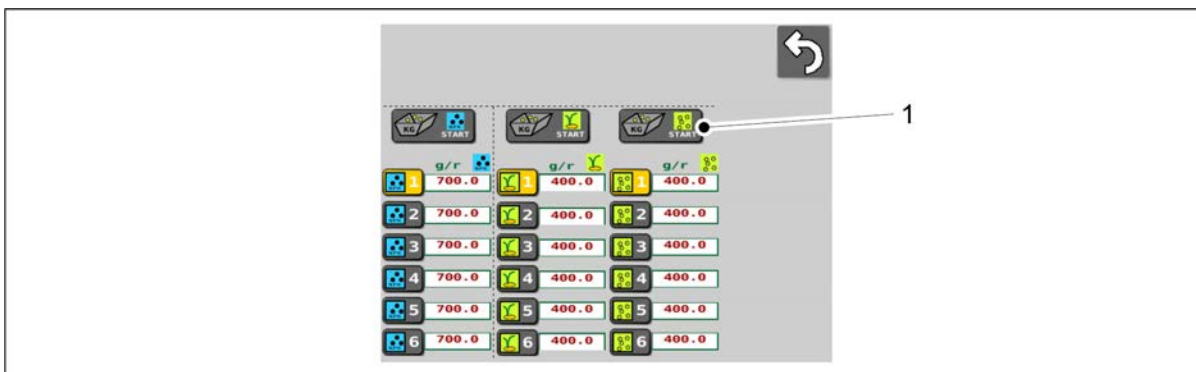 1
KG START KG START KG START
g/r g/r g/r
1 700.0 1 400.0 1 400.0
2 700.0 2 400.0 2 400.0
3 700.0 3 400.0 3 400.0
4 700.0 4 400.0 4 400.0
5 700.0 5 400.0 5 400.0
6 700.0 6 400.0 6 400.0